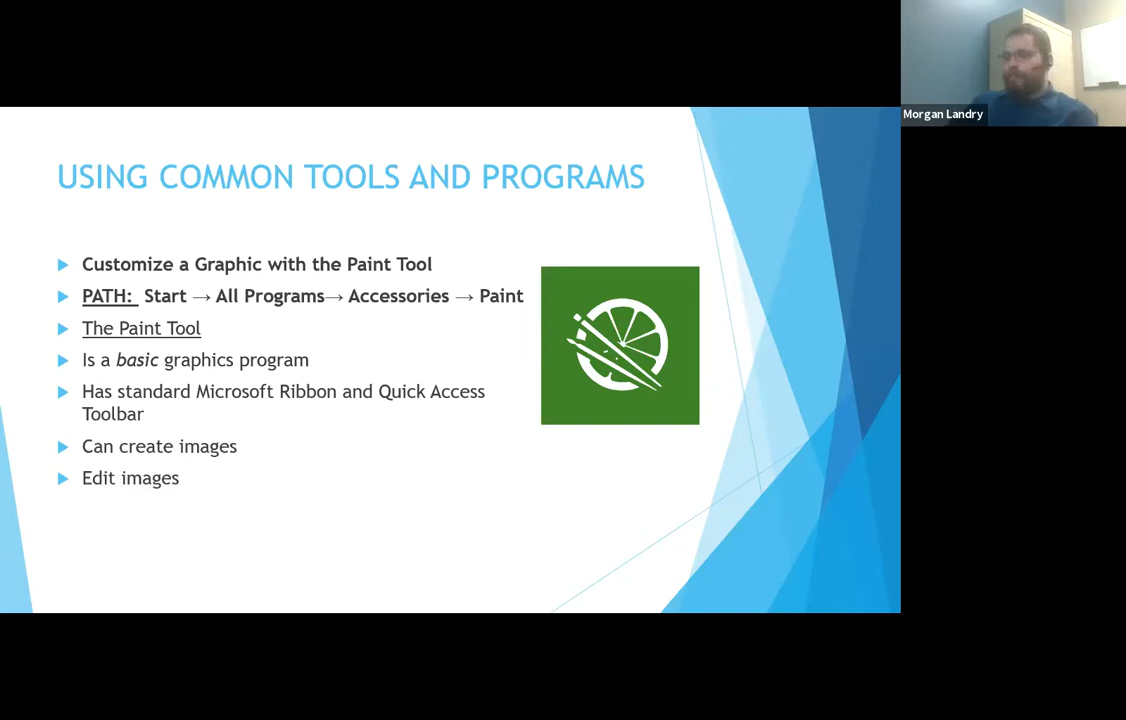 Morgan Landry
USING COMMON TOOLS AND PROGRAMS
Customize a Graphic with the Paint Tool
PATH: Start → All Programs→ Accessories → Paint
The Paint Tool
Is a basic graphics program
Has standard Microsoft Ribbon and Quick Access
Toolbar
Can create images
Edit images